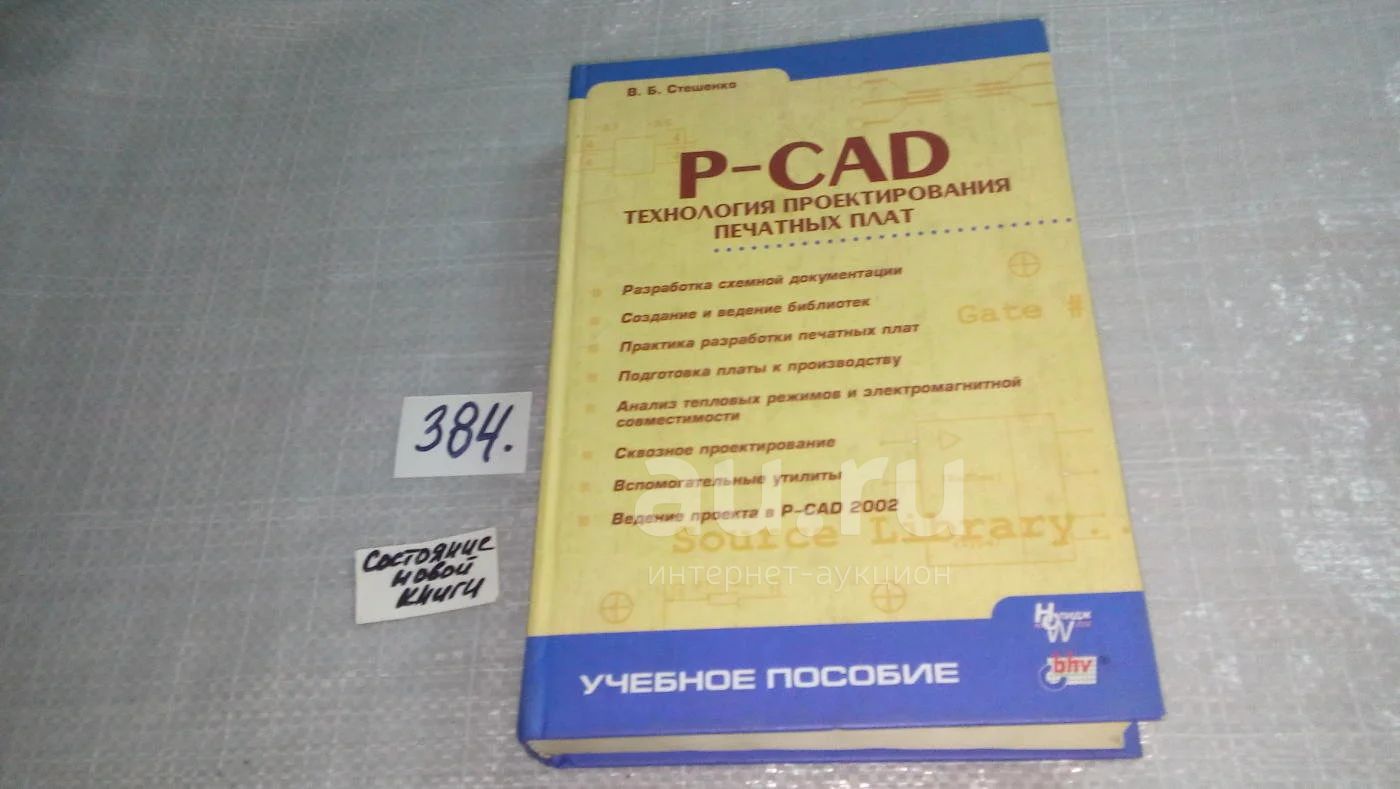 В. Б. Стешенко
P-CAD
ТЕХНОЛОГИЯ ПРОЕКТИРОВАНИЯ
ПЕЧАТНЫХ ПЛАТ
Разработка схемной документации
Создание и ведение библиотек
Практика разработки печатных плат
Подготовка платы к производству
Анализ тепловых режимов и электромагнитной
совместимости
Сквозное проектирование
Вспомогательные утилиты
Ведение проекта в P-CAD 2002
Gate #
Source Library...
au.ru
интернет-аукцион
384.
Состояние
новой
книги
Нолидж
bhv®
УЧЕБНОЕ ПОСОБИЕ